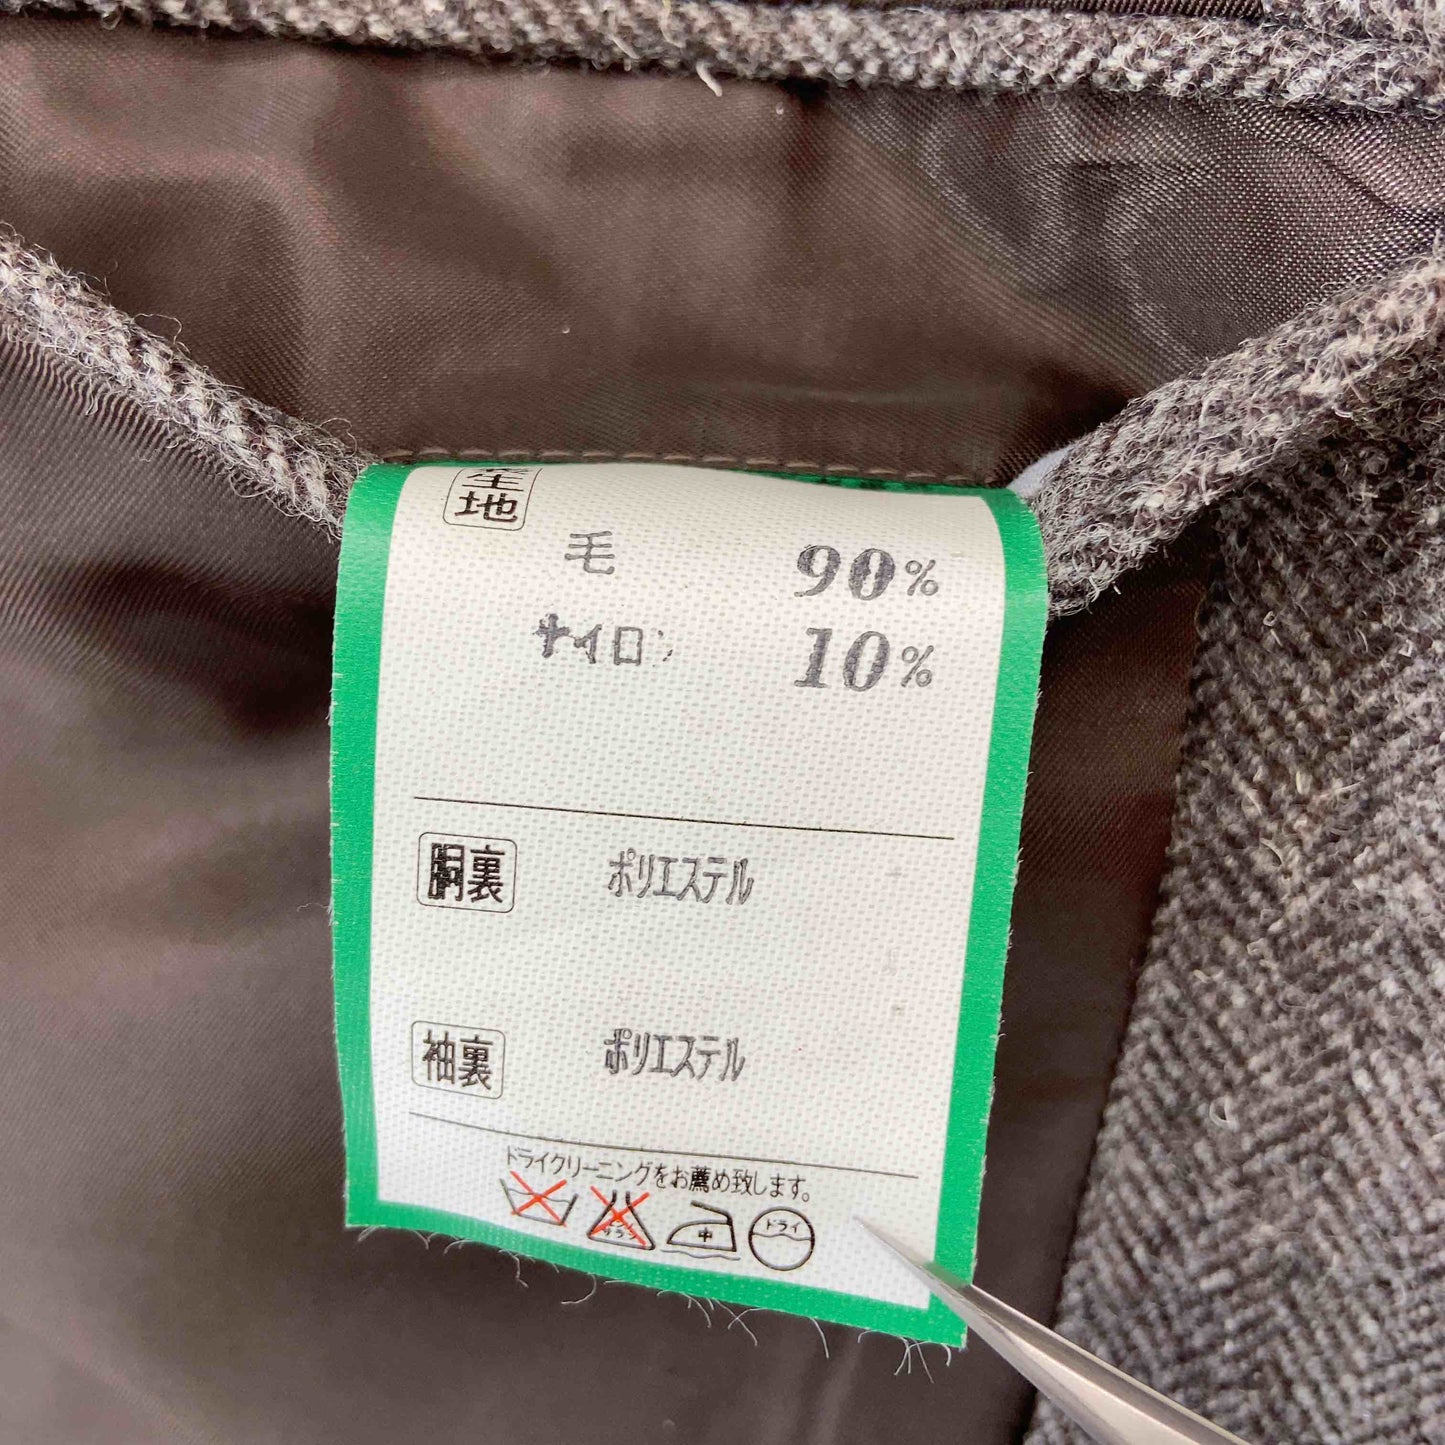 地
毛 90%
ナイロン 10%
胴裏 ポリエステル
袖裏 ポリエステル
ドライクリーニングをお薦め致します。
中 ドライ